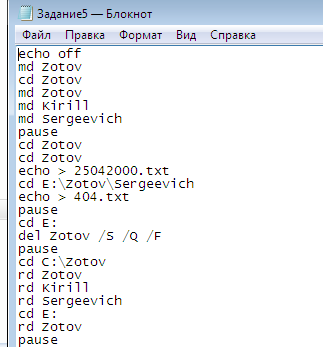 Задание5 — Блокнот
Файл Правка Формат Вид Справка
echo off
md Zotov
cd Zotov
md Zotov
md Kirill
md Sergeevich
pause
cd Zotov
cd Zotov
echo > 25042000.txt
cd E:\Zotov\Sergeevich
echo > 404.txt
pause
cd E:
del Zotov /S /Q /F
pause
cd C:\Zotov
rd Zotov
rd Kirill
rd Sergeevich
cd E:
rd Zotov
pause